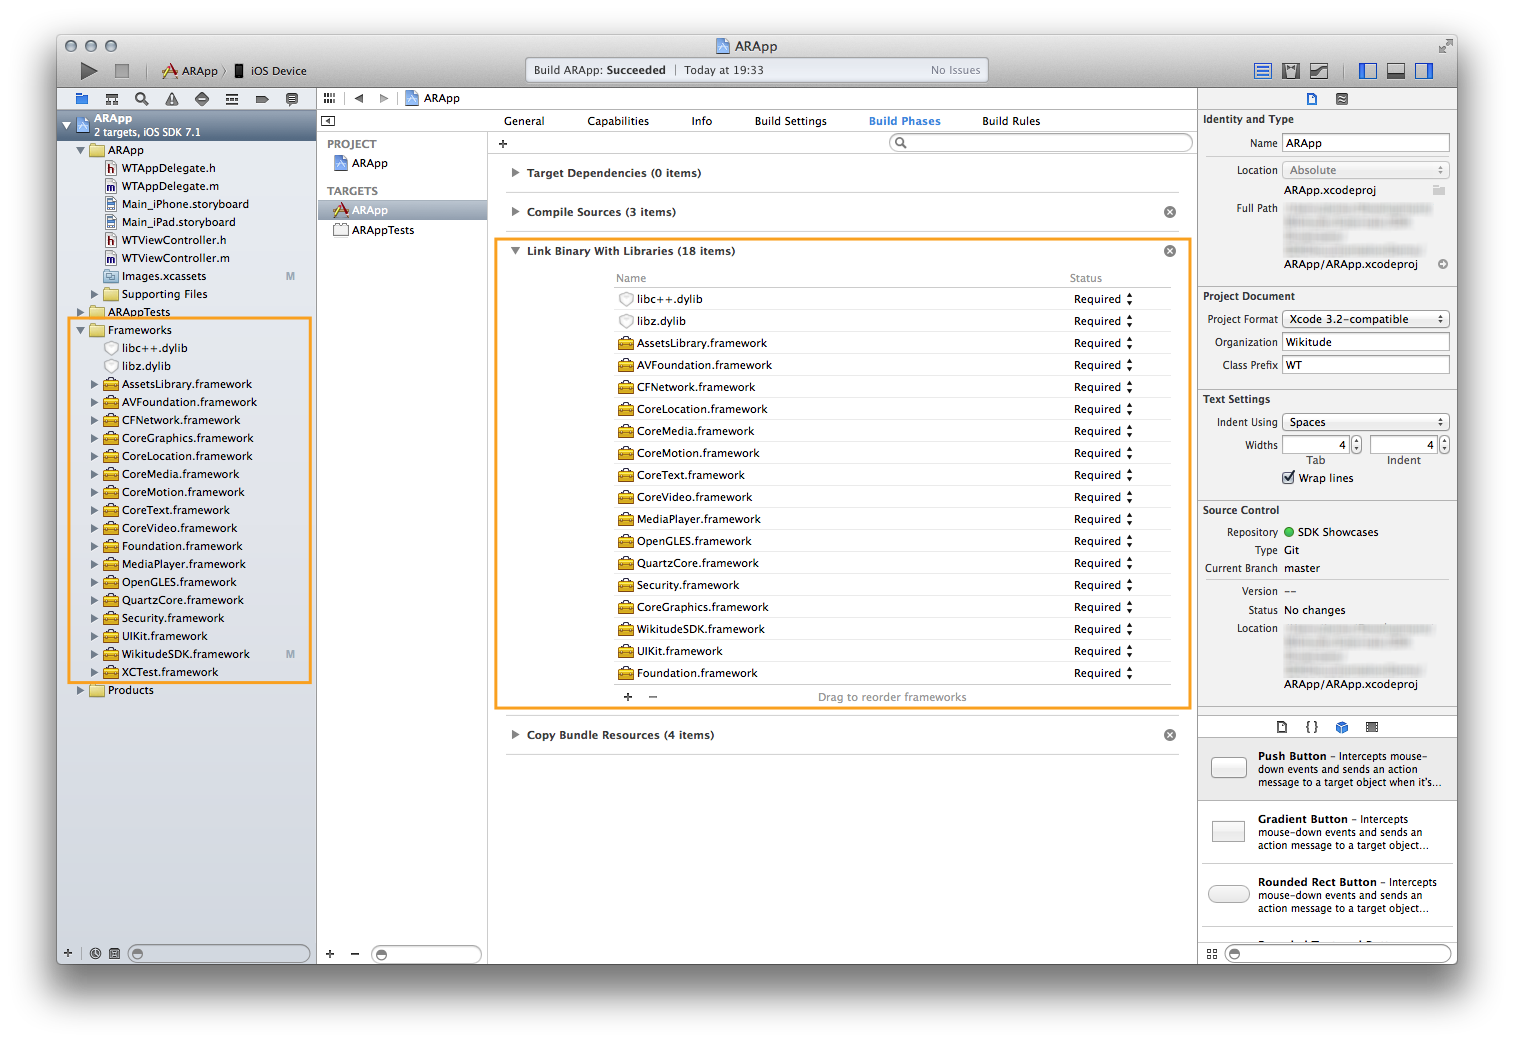 ARApp
ARApp
iOS Device
Build ARApp: Succeeded | Today at 19:33
No Issues
ARApp
2 targets, iOS SDK 7.1
ARApp
WTAppDelegate.h
WTAppDelegate.m
Main_iPhone.storyboard
Main_iPad.storyboard
WTViewController.h
WTViewController.m
Images.xcassets M
Supporting Files
ARAppTests
Frameworks
libc++.dylib
libz.dylib
AssetsLibrary.framework
AVFoundation.framework
CFNetwork.framework
CoreGraphics.framework
CoreLocation.framework
CoreMedia.framework
CoreMotion.framework
CoreText.framework
CoreVideo.framework
Foundation.framework
MediaPlayer.framework
OpenGLES.framework
QuartzCore.framework
Security.framework
UIKit.framework
WikitudeSDK.framework M
XCTest.framework
Products
ARApp
General Capabilities Info Build Settings Build Phases Build Rules
PROJECT
ARApp
TARGETS
ARApp
ARAppTests
Target Dependencies (0 items)
Compile Sources (3 items)
Link Binary With Libraries (18 items)
Name Status
libc++.dylib Required
libz.dylib Required
AssetsLibrary.framework Required
AVFoundation.framework Required
CFNetwork.framework Required
CoreLocation.framework Required
CoreMedia.framework Required
CoreMotion.framework Required
CoreText.framework Required
CoreVideo.framework Required
MediaPlayer.framework Required
OpenGLES.framework Required
QuartzCore.framework Required
Security.framework Required
CoreGraphics.framework Required
WikitudeSDK.framework Required
UIKit.framework Required
Foundation.framework Required
+ − Drag to reorder frameworks
Copy Bundle Resources (4 items)
Identity and Type
Name ARApp
Location Absolute
ARApp.xcodeproj
Full Path
ARApp/ARApp.xcodeproj
Project Document
Project Format Xcode 3.2-compatible
Organization Wikitude
Class Prefix WT
Text Settings
Indent Using Spaces
Widths 4 4
Tab Indent
Wrap lines
Source Control
Repository SDK Showcases
Type Git
Current Branch master
Version --
Status No changes
Location
ARApp/ARApp.xcodeproj
{ }
Push Button – Intercepts mouse-
down events and sends an action
message to a target object when it's...
Gradient Button – Intercepts
mouse-down events and sends an
action message to a target object...
Rounded Rect Button – Intercepts
mouse-down events and sends an
action message to a target object...